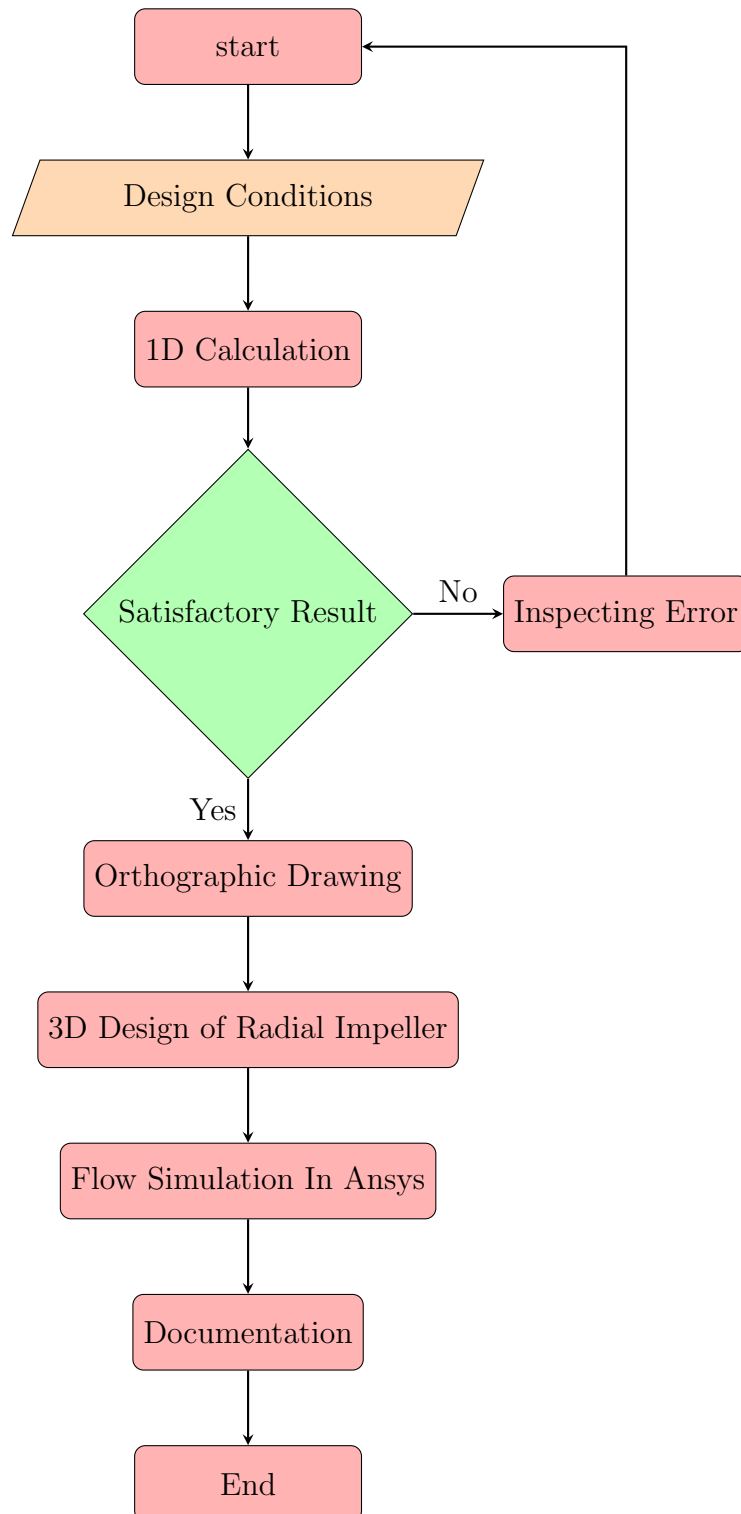 start
Design Conditions
1D Calculation
Satisfactory Result
No
Inspecting Error
Yes
Orthographic Drawing
3D Design of Radial Impeller
Flow Simulation In Ansys
Documentation
End